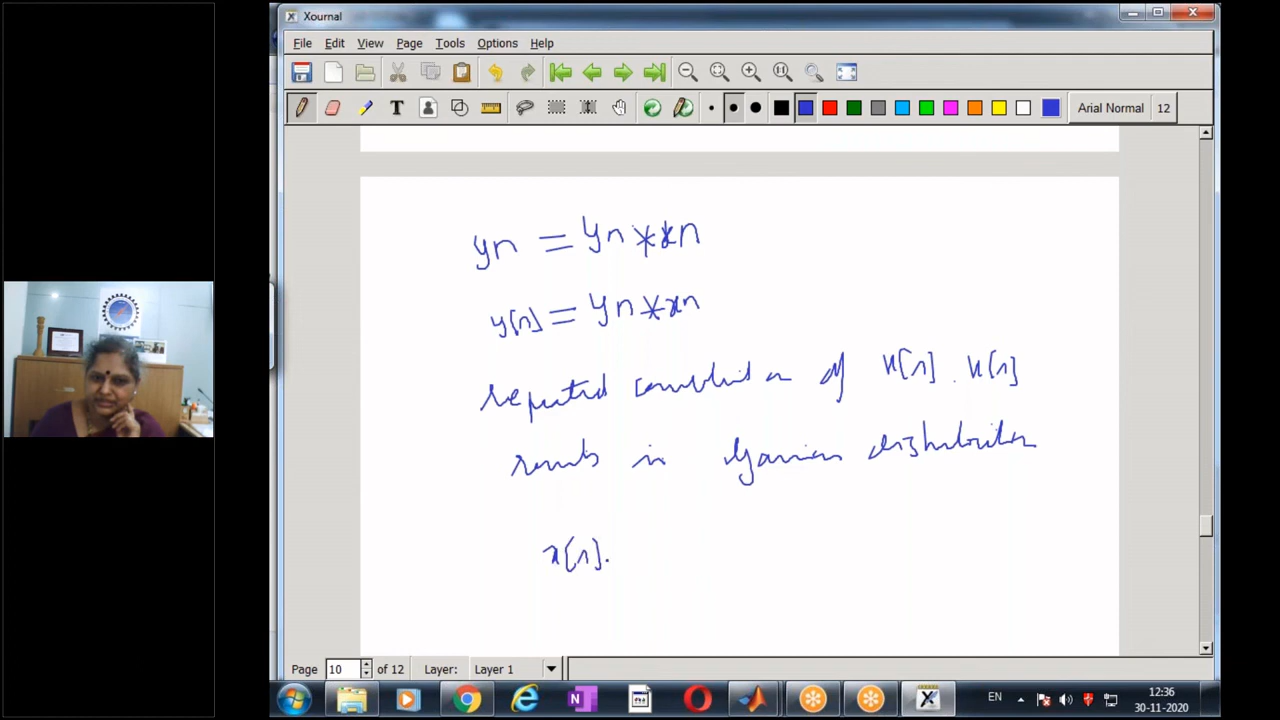 Xournal
File Edit View Page Tools Options Help
Arial Normal 12
yn = yn * xn
y[n] = yn * xn
repeated convolution of x[n] . x[n]
results in Gaussian distribution
x[n].
Page 10 of 12 Layer: Layer 1
EN 12:36
30-11-2020